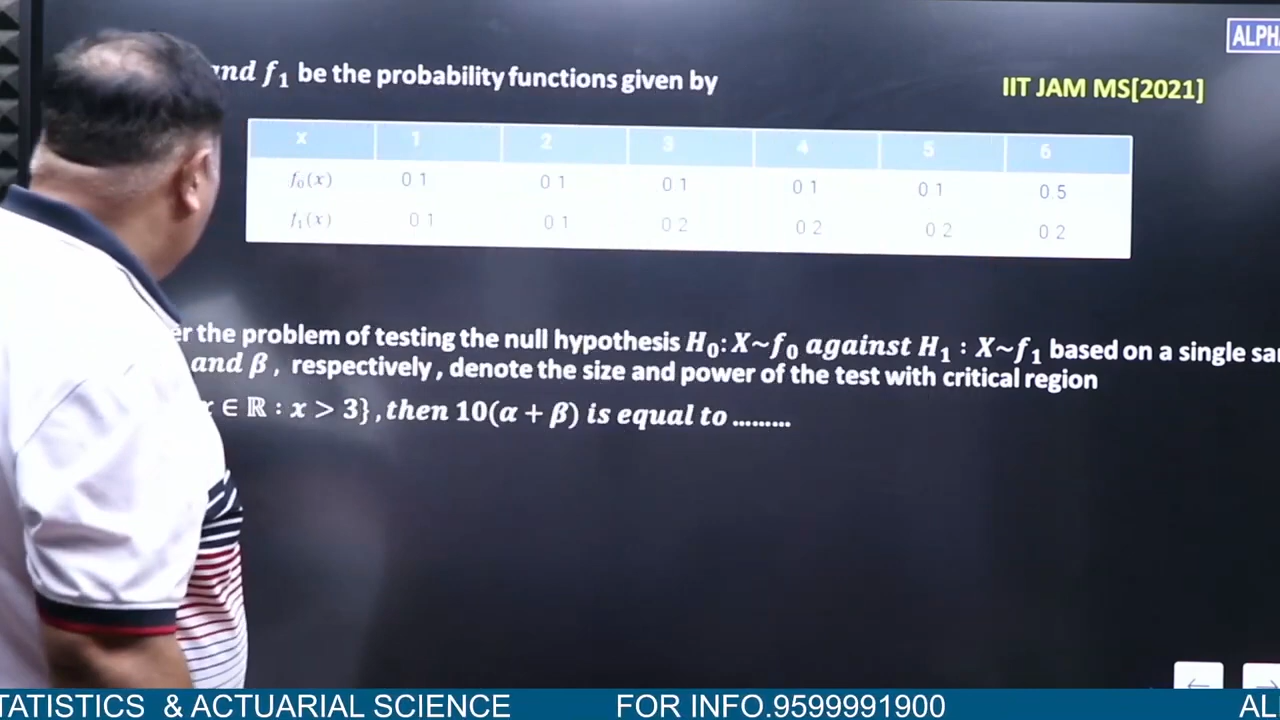 ALPH
and f₁ be the probability functions given by
IIT JAM MS[2021]
x 1 2 3 4 5 6
f₀(x) 0 1 0 1 0 1 0 1 0 1 0 5
f₁(x) 0 1 0 1 0 2 0 2 0 2 0 2
er the problem of testing the null hypothesis H₀: X~f₀ against H₁ : X~f₁ based on a single sa
and β , respectively , denote the size and power of the test with critical region
∈ ℝ : x > 3} , then 10(α + β) is equal to .........
TATISTICS & ACTUARIAL SCIENCE FOR INFO.9599991900 AL